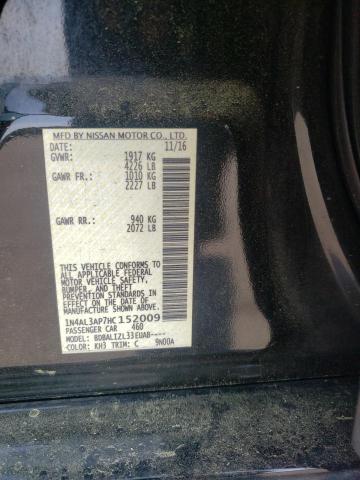 MFD BY NISSAN MOTOR CO., LTD.
DATE: 11/16
GVWR: 1917 KG
4226 LB
GAWR FR.: 1010 KG
2227 LB
GAWR RR.: 940 KG
2072 LB
THIS VEHICLE CONFORMS TO
ALL APPLICABLE FEDERAL
MOTOR VEHICLE SAFETY,
BUMPER, AND THEFT
PREVENTION STANDARDS
IN EFFECT ON THE DATE OF
MANUFACTURE SHOWN ABOVE.
1N4AL3AP7HC152009
PASSENGER CAR 460
MODEL: BDBALIZL33EUAB----
COLOR: KH3 TRIM: C 9N00A